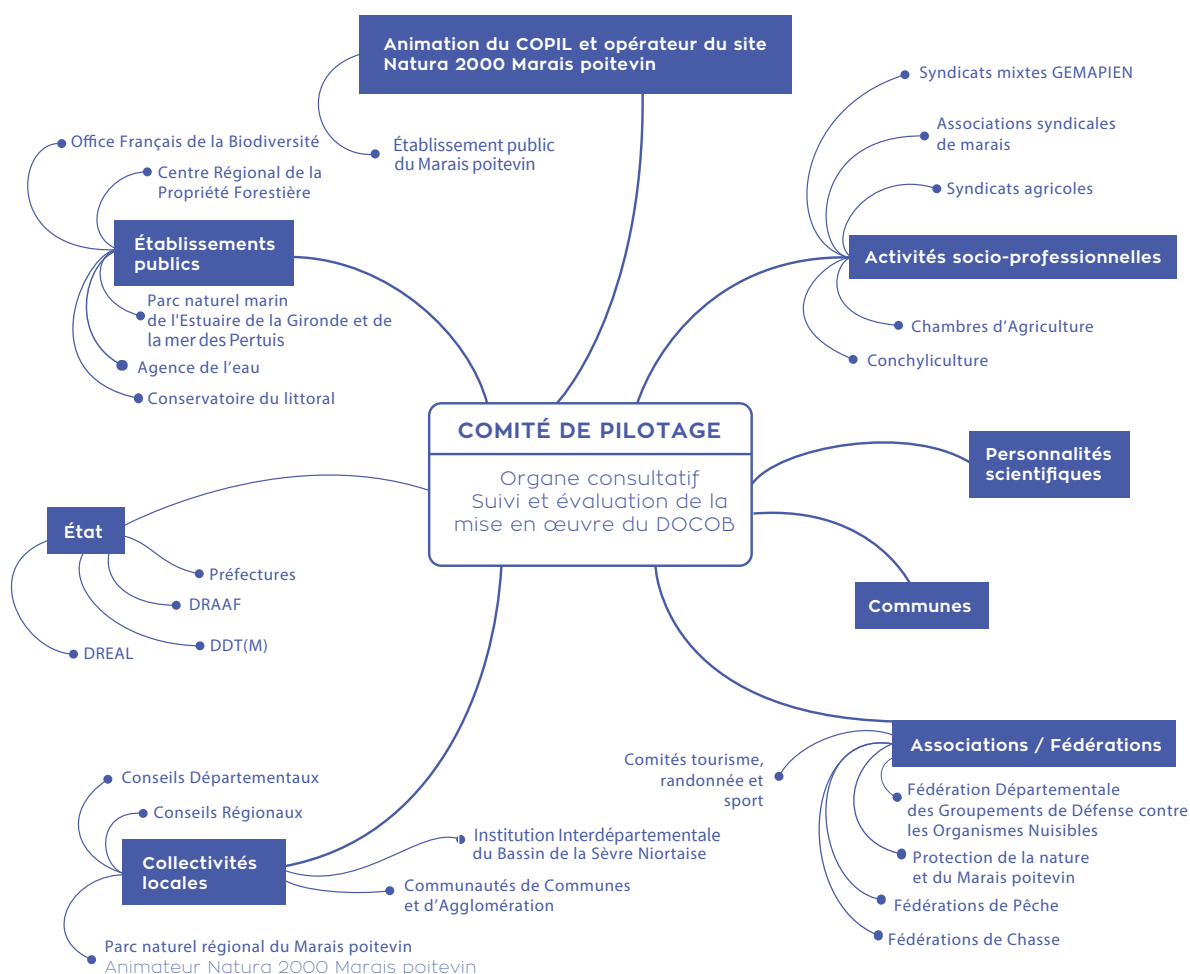 Animation du COPIL et opérateur du site
Natura 2000 Marais poitevin
Établissement public
du Marais poitevin
Office Français de la Biodiversité
Centre Régional de la
Propriété Forestière
Établissements
publics
Parc naturel marin
de l'Estuaire de la Gironde et de
la mer des Pertuis
Agence de l'eau
Conservatoire du littoral
Syndicats mixtes GEMAPIEN
Associations syndicales
de marais
Syndicats agricoles
Activités socio-professionnelles
Chambres d'Agriculture
Conchyliculture
COMITÉ DE PILOTAGE
Organe consultatif
Suivi et évaluation de la
mise en œuvre du DOCOB
Personnalités
scientifiques
Communes
État
Préfectures
DRAAF
DDT(M)
DREAL
Associations / Fédérations
Comités tourisme,
randonnée et
sport
Fédération Départementale
des Groupements de Défense contre
les Organismes Nuisibles
Protection de la nature
et du Marais poitevin
Fédérations de Pêche
Fédérations de Chasse
Conseils Départementaux
Conseils Régionaux
Collectivités
locales
Institution Interdépartementale
du Bassin de la Sèvre Niortaise
Communautés de Communes
et d'Agglomération
Parc naturel régional du Marais poitevin
Animateur Natura 2000 Marais poitevin